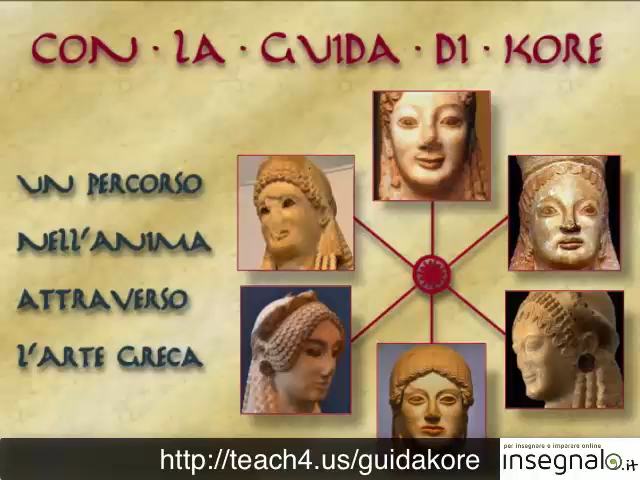 CON · LA · GUIDA · DI · KORE
UN PERCORSO
NELL'ANIMA
ATTRAVERSO
L'ARTE GRECA
http://teach4.us/guidakore
per insegnare e imparare online
insegnalo.it